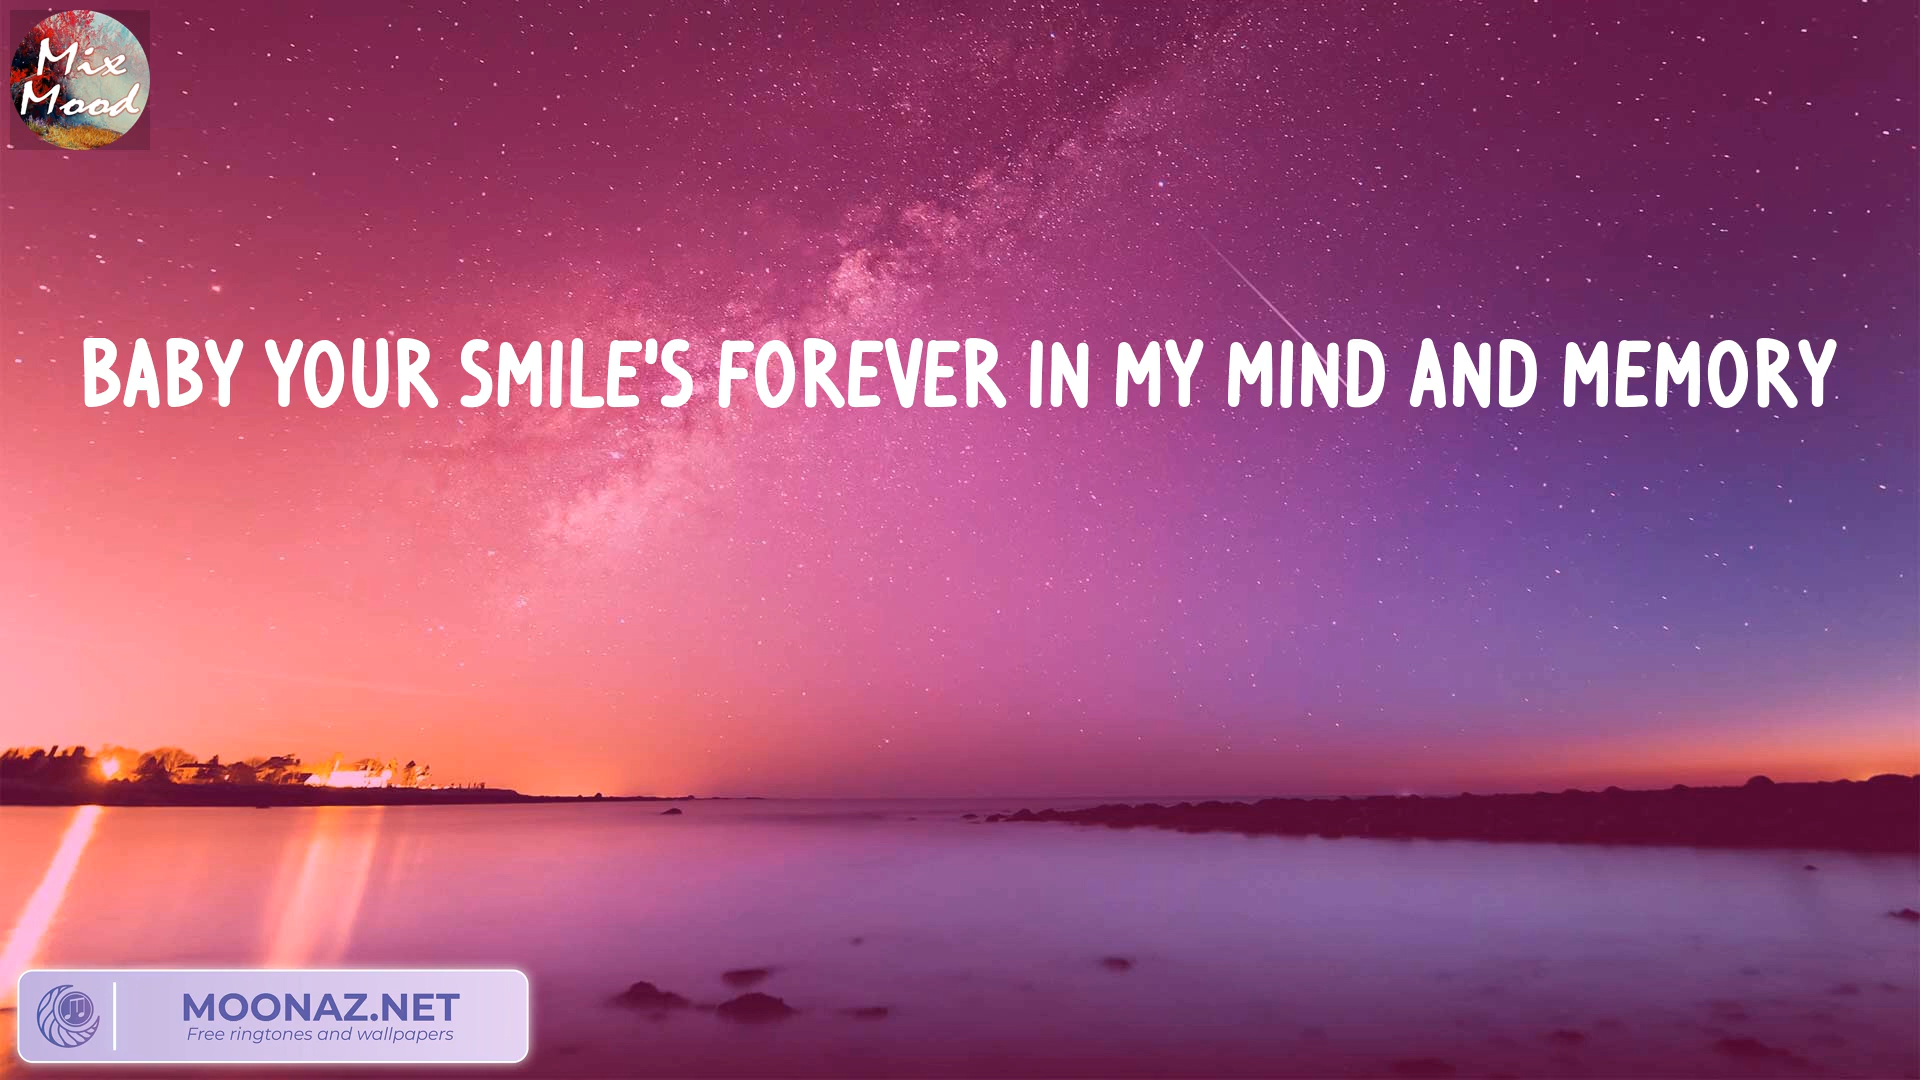 Mix
Mood
BABY YOUR SMILE'S FOREVER IN MY MIND AND MEMORY
MOONAZ.NET
Free ringtones and wallpapers